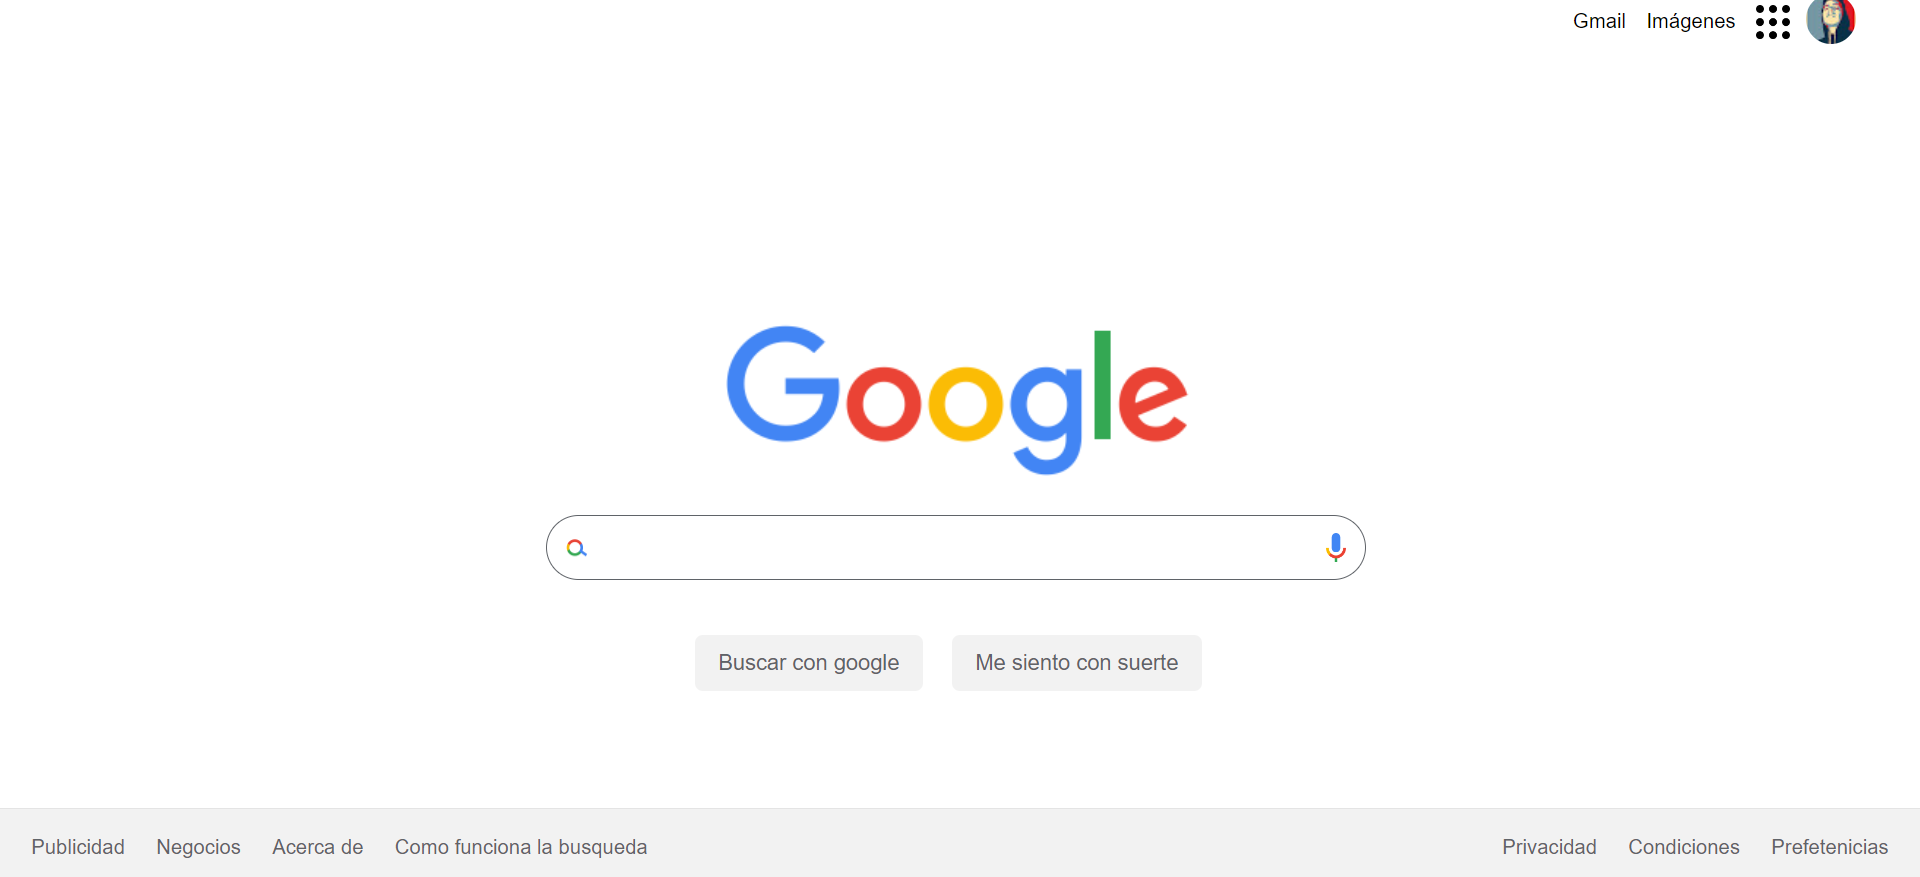 Gmail Imágenes
Google
Buscar con google Me siento con suerte
Publicidad Negocios Acerca de Como funciona la busqueda Privacidad Condiciones Prefetenicias